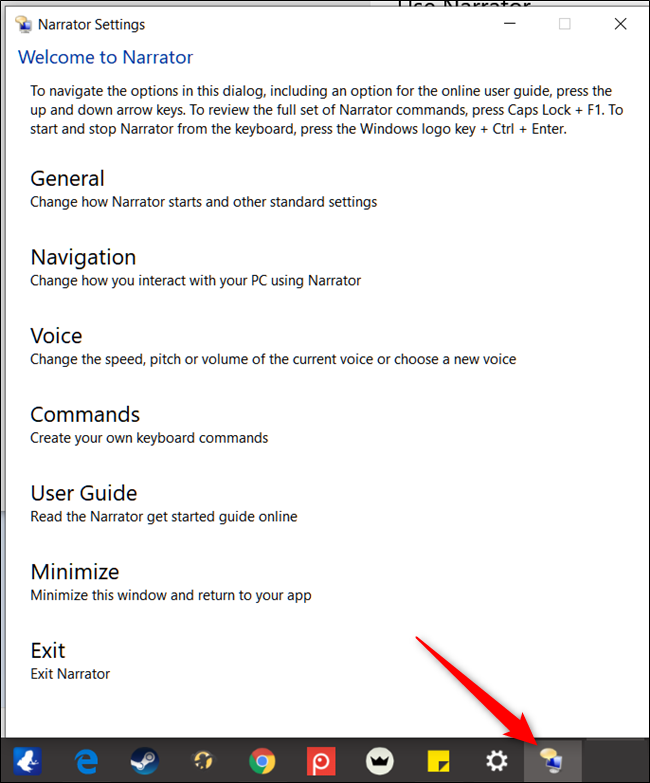 Use Narrator
Narrator Settings
Welcome to Narrator
To navigate the options in this dialog, including an option for the online user guide, press the
up and down arrow keys. To review the full set of Narrator commands, press Caps Lock + F1. To
start and stop Narrator from the keyboard, press the Windows logo key + Ctrl + Enter.
General
Change how Narrator starts and other standard settings
Navigation
Change how you interact with your PC using Narrator
Voice
Change the speed, pitch or volume of the current voice or choose a new voice
Commands
Create your own keyboard commands
User Guide
Read the Narrator get started guide online
Minimize
Minimize this window and return to your app
Exit
Exit Narrator